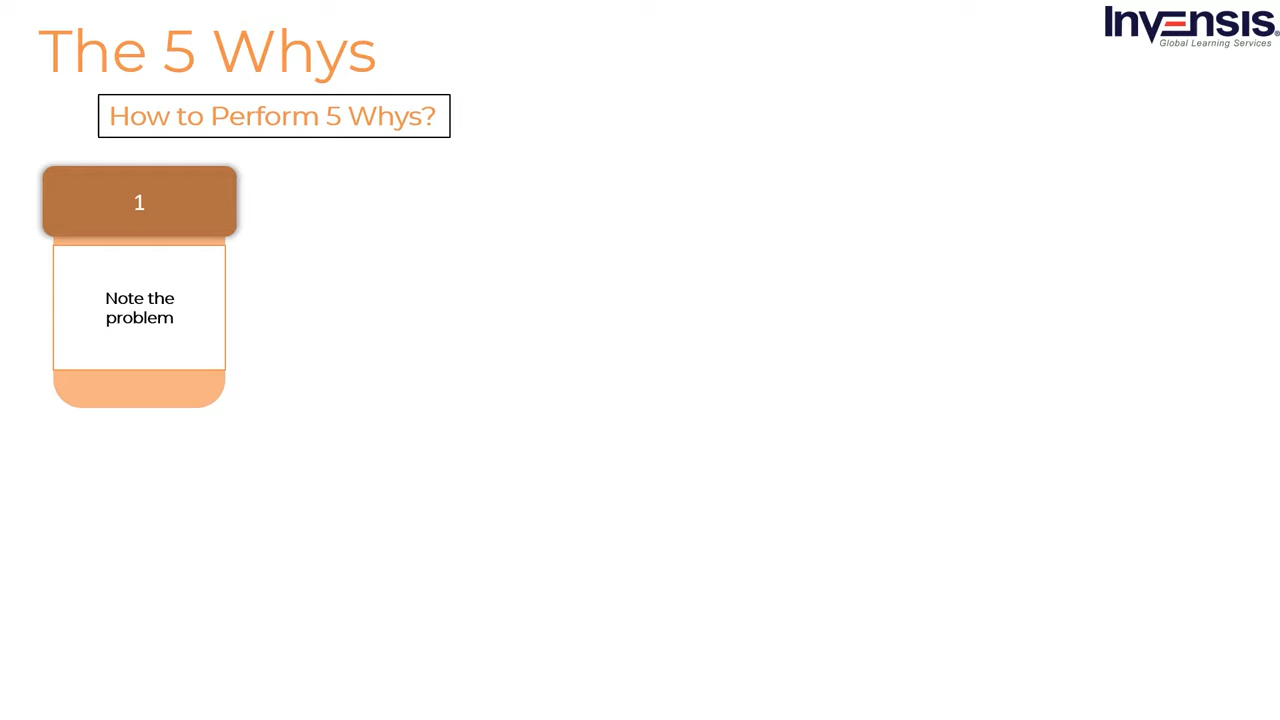 The 5 Whys
Invensis®
Global Learning Services
How to Perform 5 Whys?
1
Note the
problem